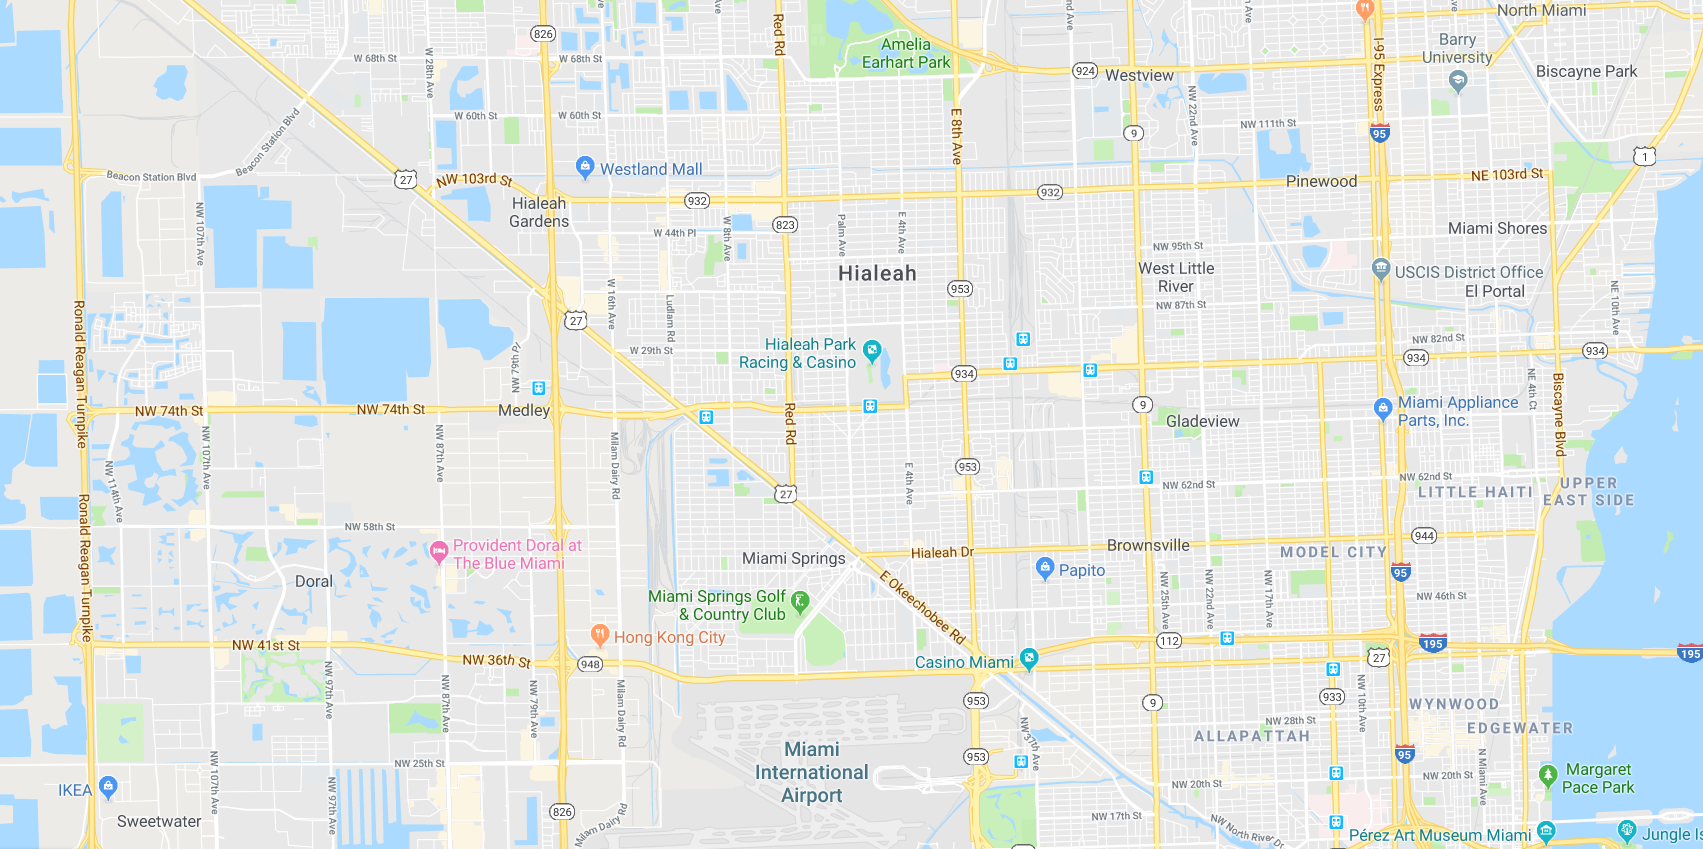 North Miami
826
Red Rd
I 95 Express
Amelia
Earhart Park
Barry
University
W 68th St
W 28th Ave
W 68th St
924
Westview
Biscayne Park
W 60th St
W 60th St
E 8th Ave
NW 22nd Ave
NW 111th St
9
95
Beacon Station Blvd
1
Westland Mall
Beacon Station Blvd
27
NW 103rd St
932
932
Pinewood
NE 103rd St
Hialeah
Gardens
NW 107th Ave
823
W 8th Ave
Palm Ave
E 4th Ave
W 44th Pl
Miami Shores
NW 95th St
Hialeah
West Little
River
USCIS District Office
El Portal
953
W 16th Ave
Ludlam Rd
NW 87th St
NE 10th Ave
27
Ronald Reagan Turnpike
NW 79th Pl
W 29th St
Hialeah Park
Racing & Casino
NW 82nd St
934
934
934
NE 4th Ct
Biscayne Blvd
NW 74th St
NW 74th St
Medley
Red Rd
9
Gladeview
Miami Appliance
Parts, Inc.
NW 107th Ave
NW 87th Ave
Milam Dairy Rd
E 4th Ave
953
NW 114th Ave
27
NW 62nd St
NW 62nd St
LITTLE HAITI
UPPER
EAST SIDE
Ronald Reagan Turnpike
NW 58th St
944
Provident Doral at
The Blue Miami
Miami Springs
Hialeah Dr
Brownsville
MODEL CITY
Doral
Papito
95
E Okeechobee Rd
NW 25th Ave
NW 22nd Ave
NW 17th Ave
Miami Springs Golf
& Country Club
NW 46th St
NW 41st St
Hong Kong City
112
195
195
NW 36th St
948
Casino Miami
27
NW 97th Ave
NW 87th Ave
NW 79th Ave
Milam Dairy Rd
953
9
933
NW 10th Ave
WYNWOOD
NW 28th St
EDGEWATER
ALLAPATTAH
NW 37th Ave
Miami
International
Airport
953
95
NW 107th Ave
NW 25th St
NW 20th St
NW 20th St
N Miami Ave
Margaret
Pace Park
IKEA
NW 97th Ave
826
Milam Dairy Rd
Sweetwater
NW 17th St
NW North River Dr
Pérez Art Museum Miami
Jungle Is